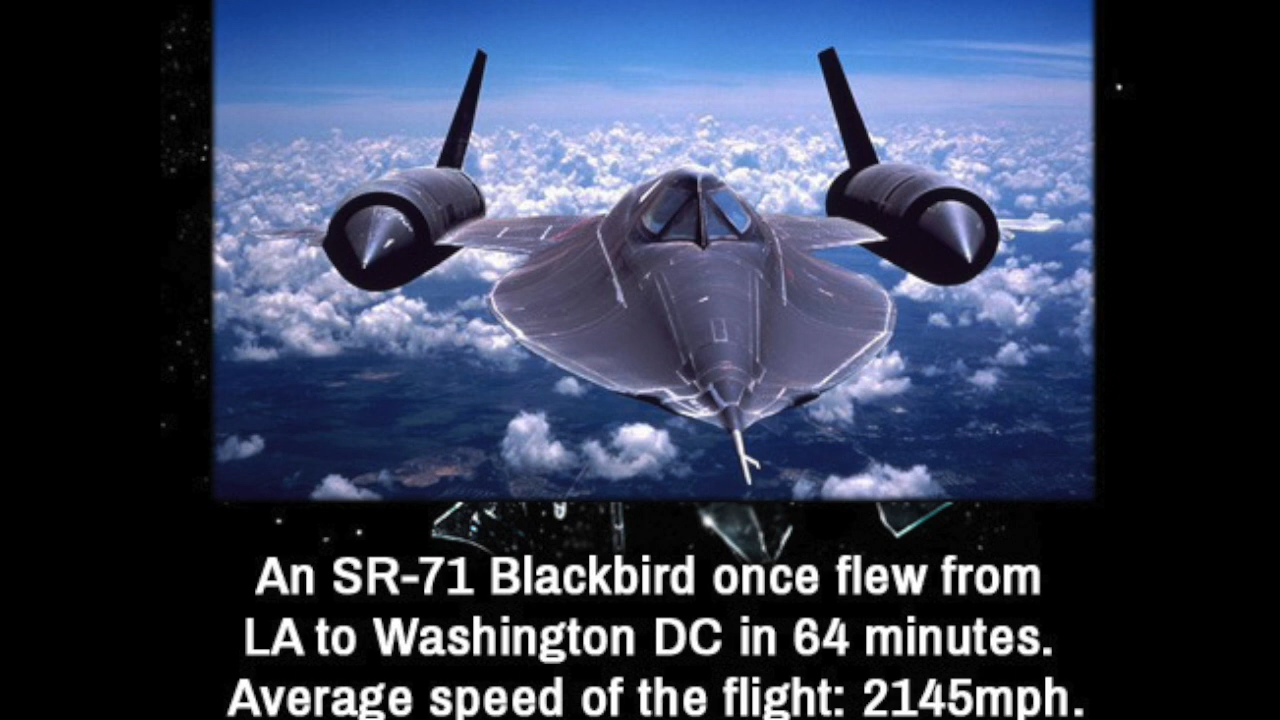 An SR-71 Blackbird once flew from
LA to Washington DC in 64 minutes.
Average speed of the flight: 2145mph.